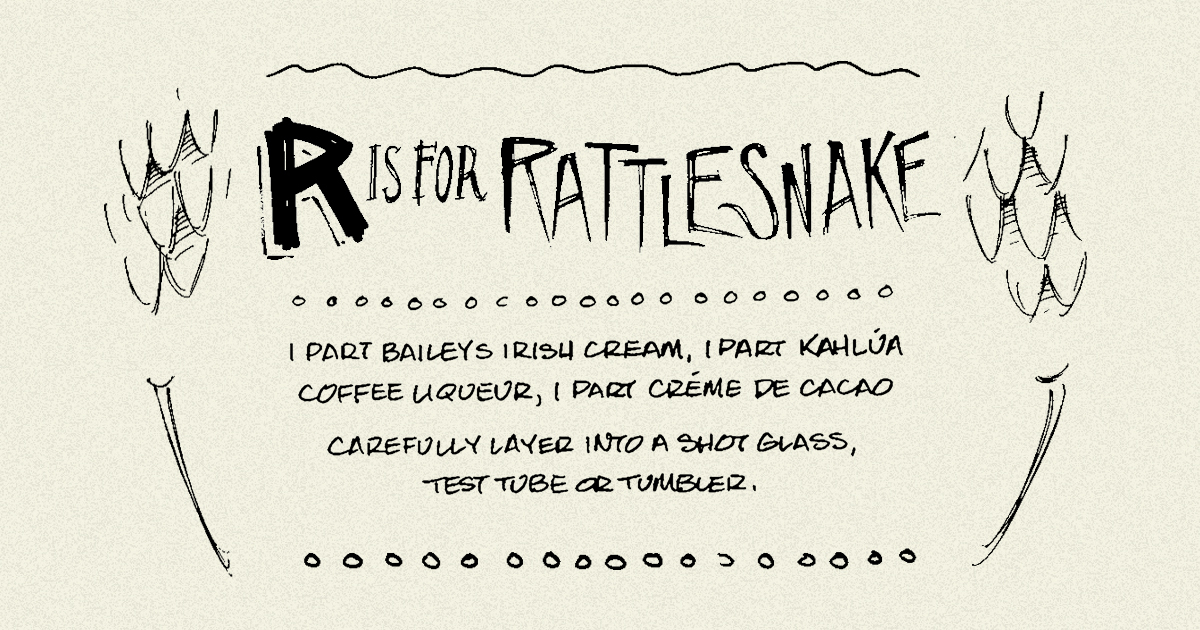 R IS FOR RATTLESNAKE
1 PART BAILEYS IRISH CREAM, 1 PART KAHLÚA
COFFEE LIQUEUR, 1 PART CRÉME DE CACAO
CAREFULLY LAYER INTO A SHOT GLASS,
TEST TUBE OR TUMBLER.